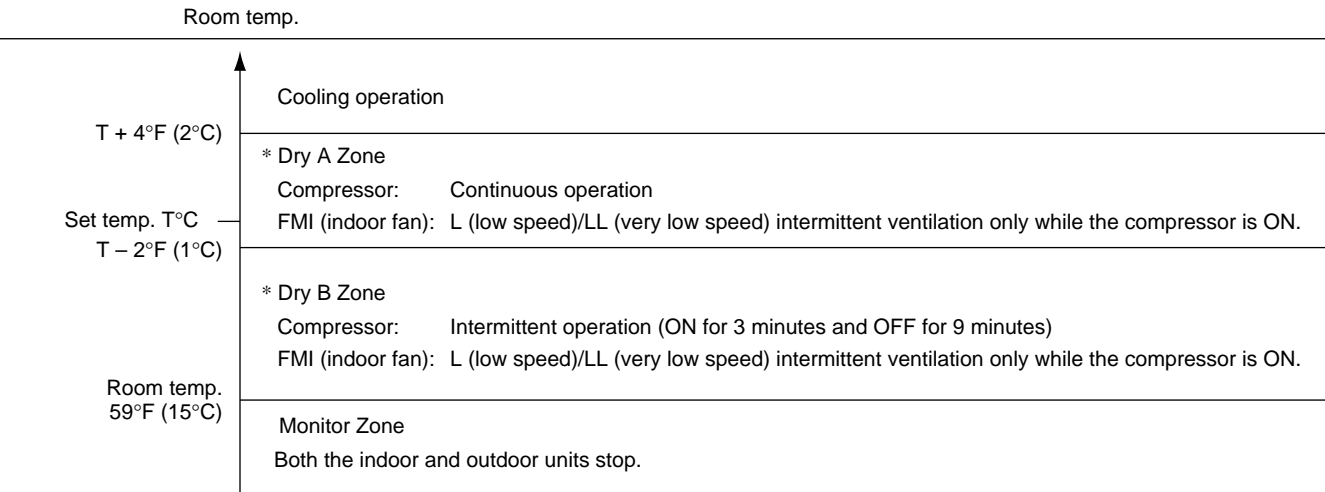 Room temp.
Cooling operation
T + 4°F (2°C)
* Dry A Zone
Compressor: Continuous operation
Set temp. T°C
FMI (indoor fan): L (low speed)/LL (very low speed) intermittent ventilation only while the compressor is ON.
T – 2°F (1°C)
* Dry B Zone
Compressor: Intermittent operation (ON for 3 minutes and OFF for 9 minutes)
FMI (indoor fan): L (low speed)/LL (very low speed) intermittent ventilation only while the compressor is ON.
Room temp.
59°F (15°C)
Monitor Zone
Both the indoor and outdoor units stop.